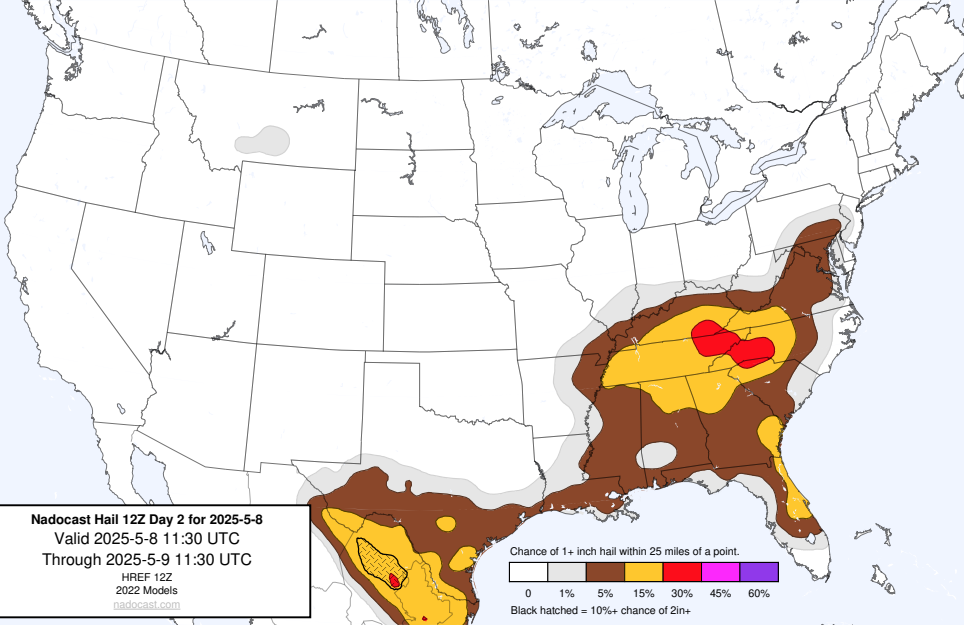 Nadocast Hail 12Z Day 2 for 2025-5-8
Valid 2025-5-8 11:30 UTC
Through 2025-5-9 11:30 UTC
HREF 12Z
2022 Models
nadocast.com
Chance of 1+ inch hail within 25 miles of a point.
0 1% 5% 15% 30% 45% 60%
Black hatched = 10%+ chance of 2in+